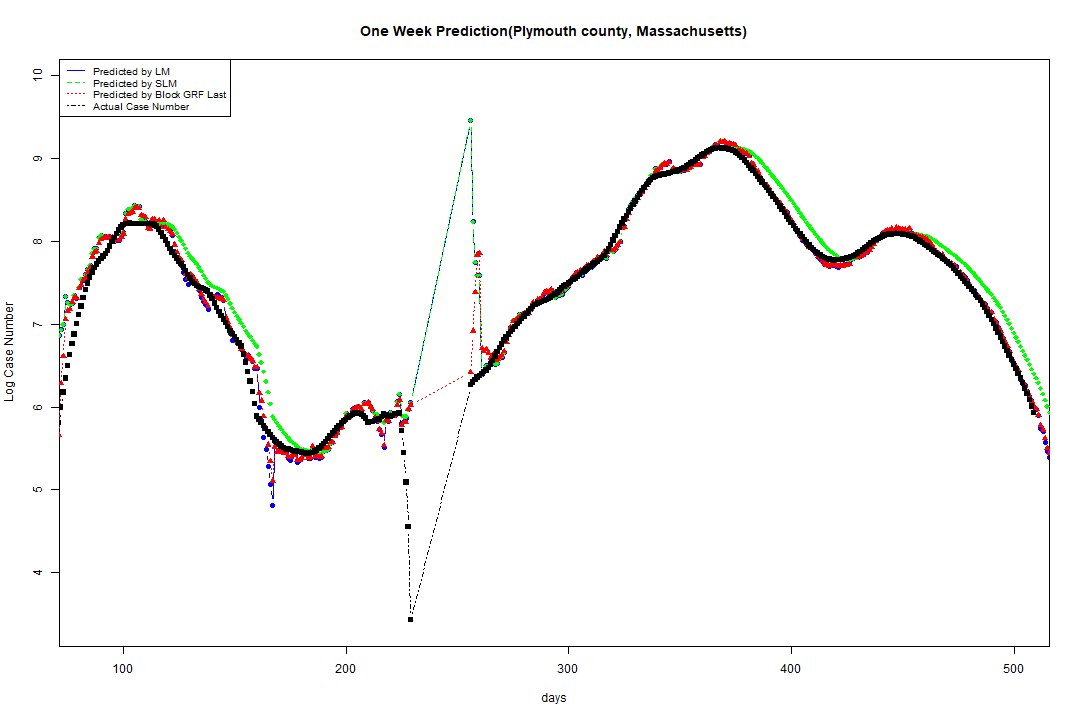 One Week Prediction(Plymouth county, Massachusetts)
Predicted by LM
Predicted by SLM
Predicted by Block GRF Last
Actual Case Number
Log Case Number
10
9
8
7
6
5
4
100 200 300 400 500
days